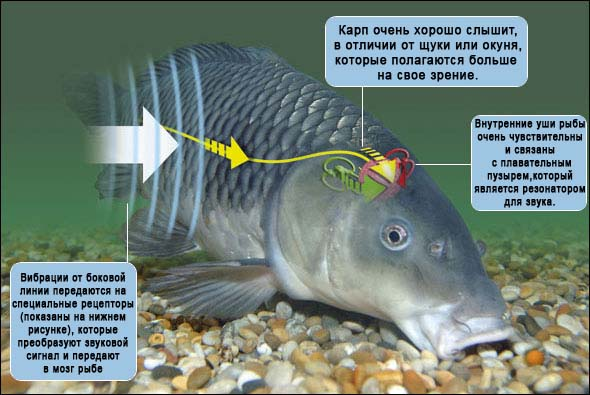 Карп очень хорошо слышит,
в отличии от щуки или окуня,
которые полагаются больше
на свое зрение.
Внутренние уши рыбы
очень чувствительны
и связаны
с плавательным
пузырем,который
является резонатором
для звука.
Вибрации от боковой
линии передаются на
специальные рецепторы
(показаны на нижнем
рисунке), которые
преобразуют звуковой
сигнал и передают
в мозг рыбе